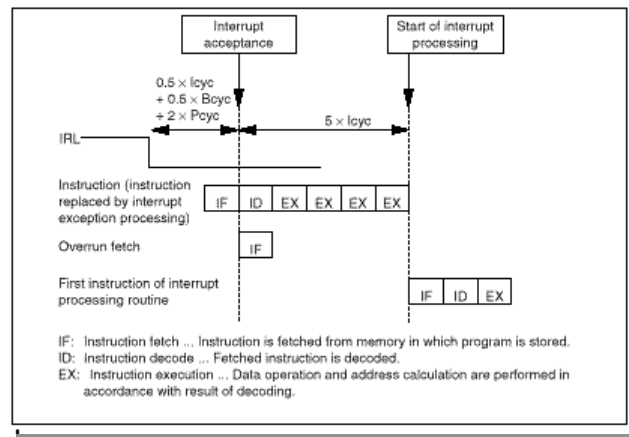 Interrupt
acceptance
Start of interrupt
processing
0.5 × Icyc
+ 0.5 × Bcyc
+ 2 × Pcyc
5 × Icyc
IRL
Instruction (instruction
replaced by interrupt
exception processing)
IF ID EX EX EX EX
Overrun fetch
IF
First instruction of interrupt
processing routine
IF ID EX
IF: Instruction fetch ... Instruction is fetched from memory in which program is stored.
ID: Instruction decode ... Fetched instruction is decoded.
EX: Instruction execution ... Data operation and address calculation are performed in
accordance with result of decoding.